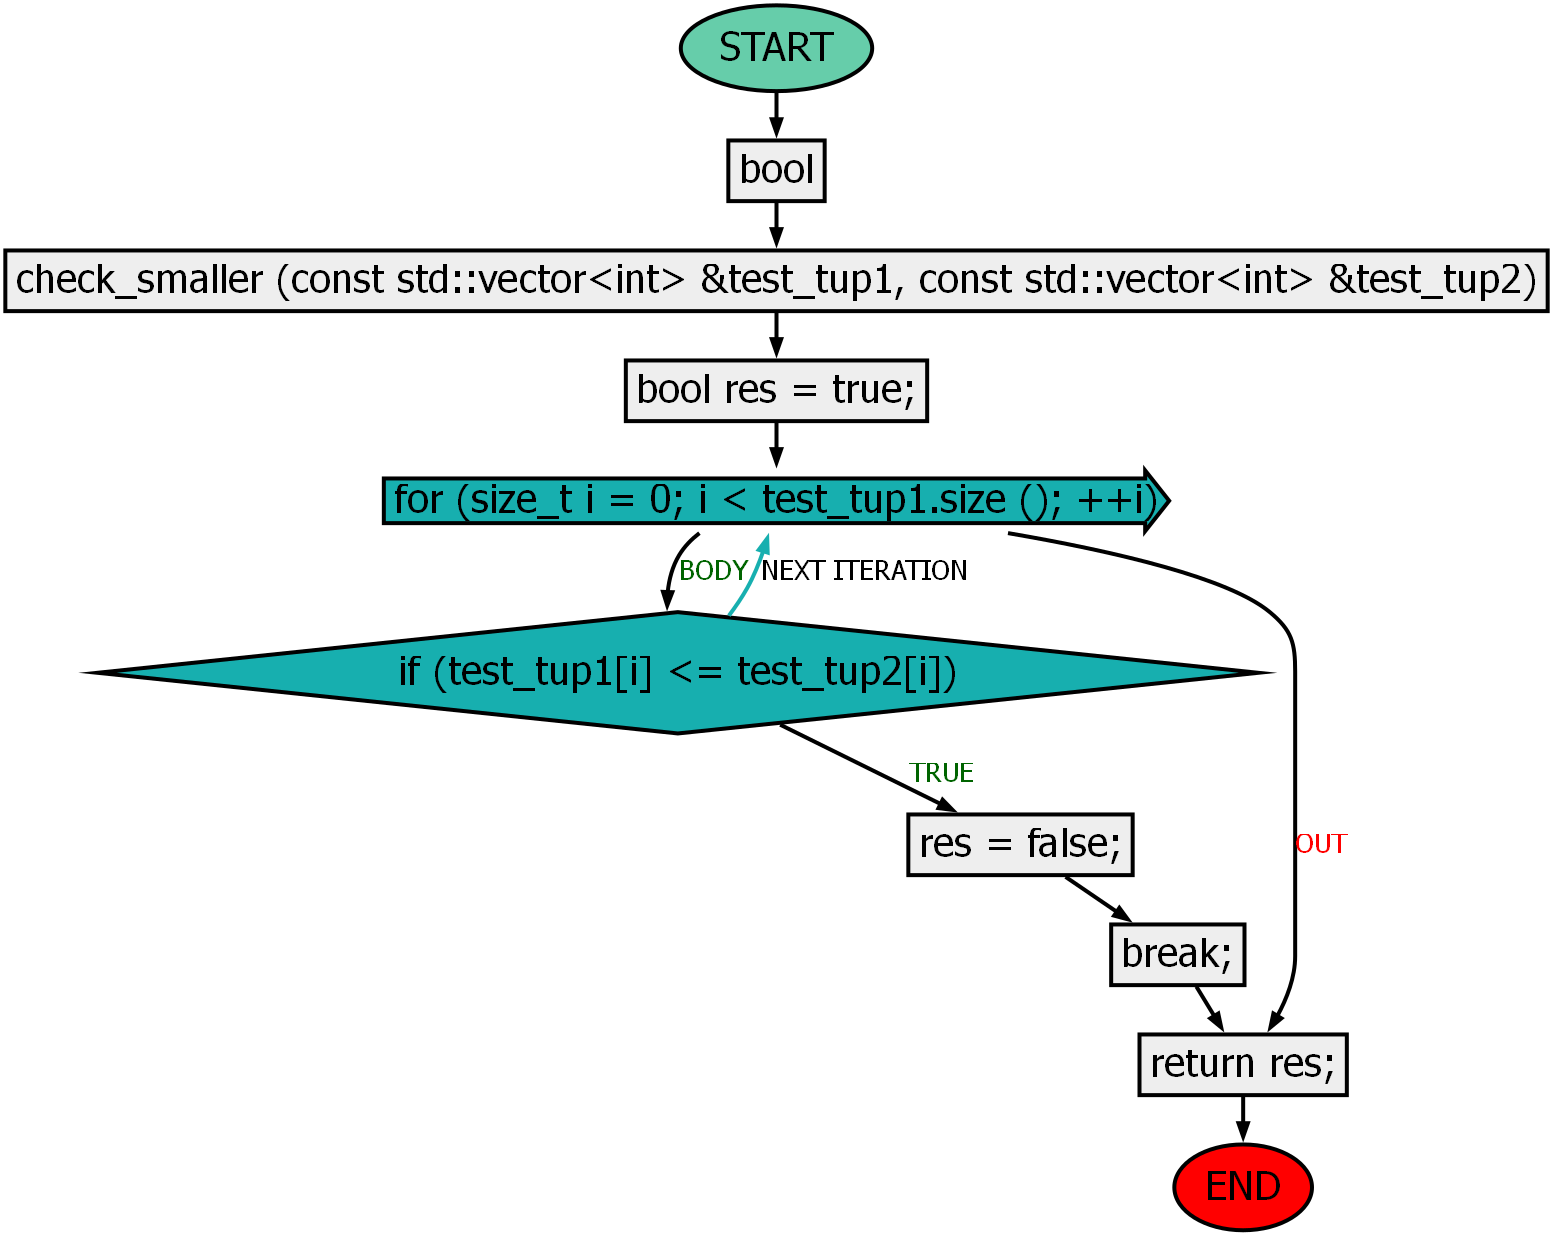 START
bool
check_smaller (const std::vector<int> &test_tup1, const std::vector<int> &test_tup2)
bool res = true;
for (size_t i = 0; i < test_tup1.size (); ++i)
BODY
NEXT ITERATION
if (test_tup1[i] <= test_tup2[i])
TRUE
res = false;
OUT
break;
return res;
END